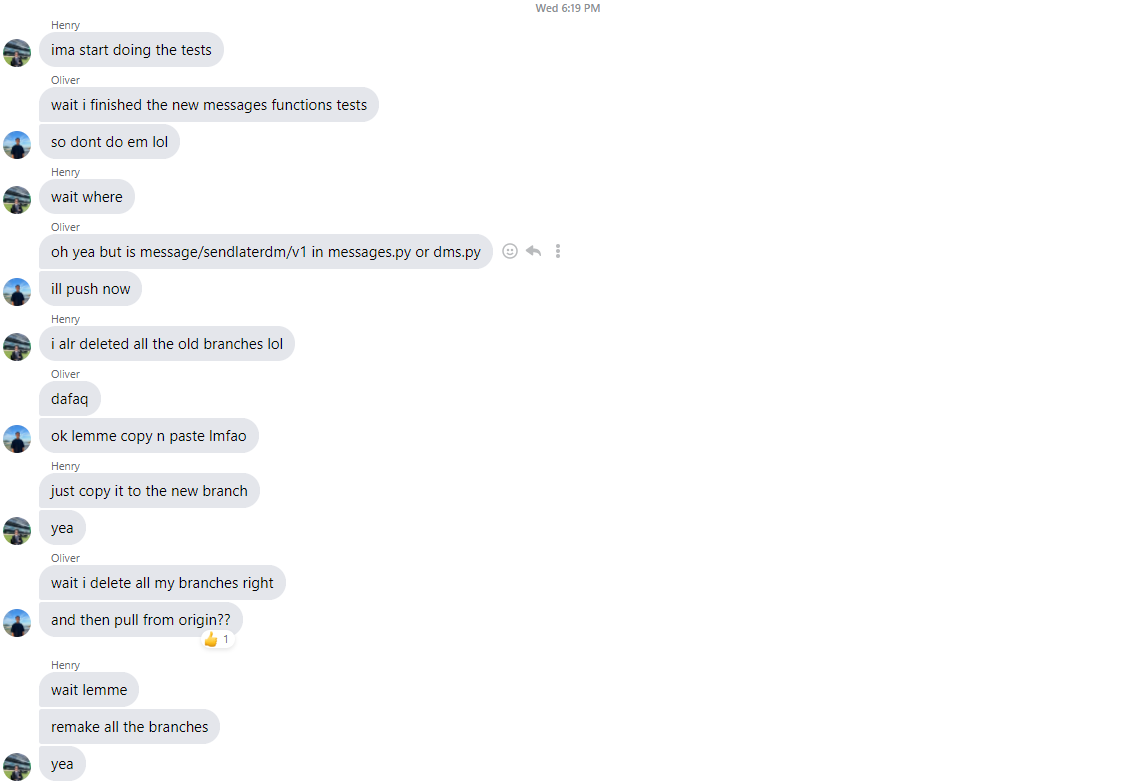 Wed 6:19 PM
Henry
ima start doing the tests
Oliver
wait i finished the new messages functions tests
so dont do em lol
Henry
wait where
Oliver
oh yea but is message/sendlaterdm/v1 in messages.py or dms.py
ill push now
Henry
i alr deleted all the old branches lol
Oliver
dafaq
ok lemme copy n paste lmfao
Henry
just copy it to the new branch
yea
Oliver
wait i delete all my branches right
and then pull from origin??
👍 1
Henry
wait lemme
remake all the branches
yea